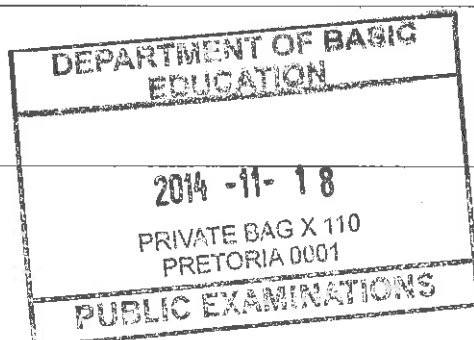 DEPARTMENT OF BASIC
EDUCATION
2014 -11- 18
PRIVATE BAG X 110
PRETORIA 0001
PUBLIC EXAMINATIONS